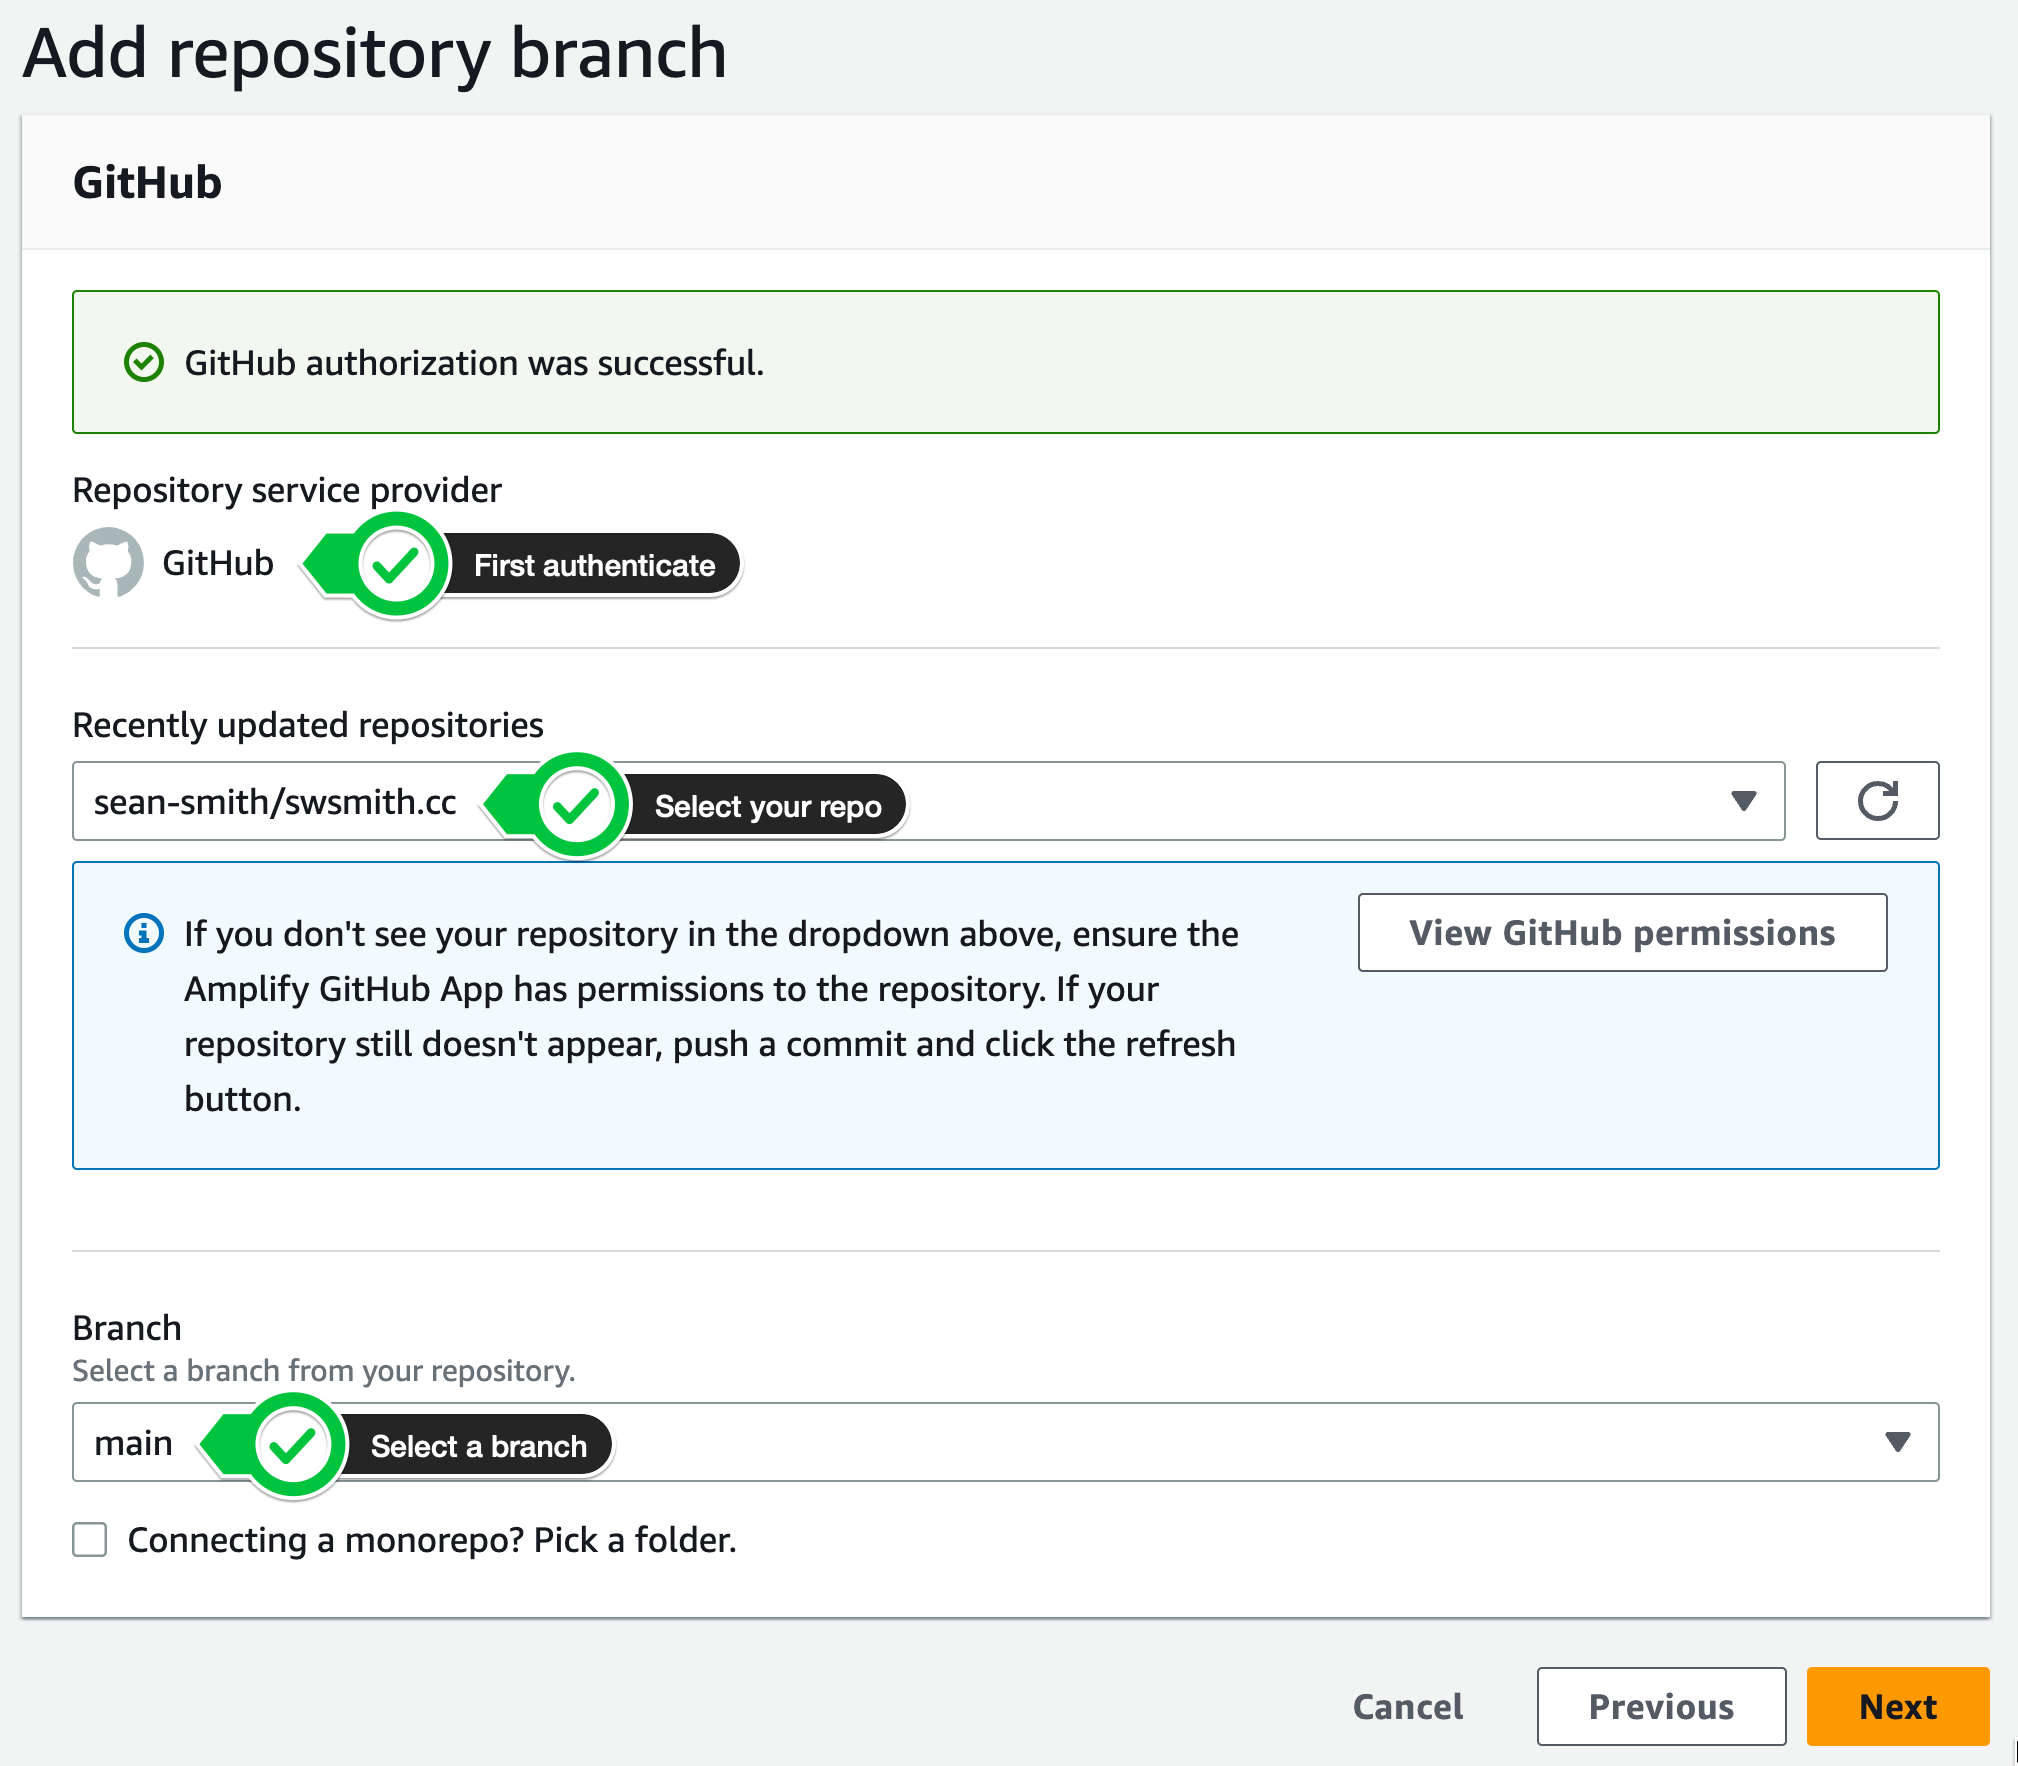 Add repository branch
GitHub
GitHub authorization was successful.
Repository service provider
GitHub
First authenticate
Recently updated repositories
sean-smith/swsmith.cc
Select your repo
If you don't see your repository in the dropdown above, ensure the
Amplify GitHub App has permissions to the repository. If your
repository still doesn't appear, push a commit and click the refresh
button.
View GitHub permissions
Branch
Select a branch from your repository.
main
Select a branch
Connecting a monorepo? Pick a folder.
Cancel
Previous
Next